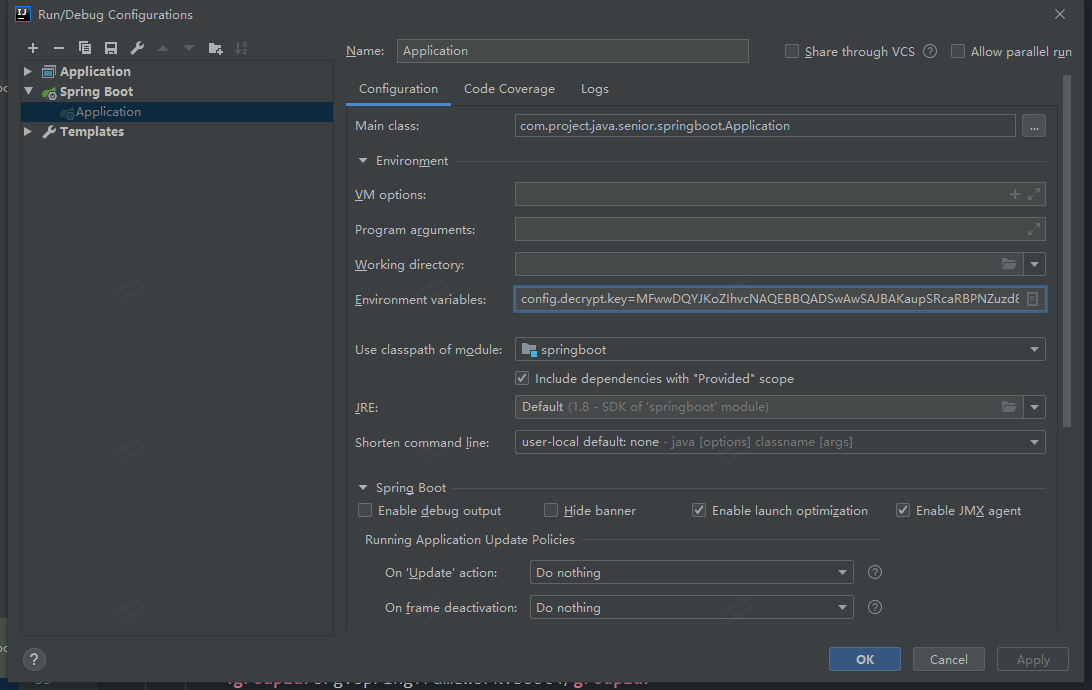 Run/Debug Configurations
Name: Application
Share through VCS
Allow parallel run
Application
Spring Boot
Application
Templates
Configuration Code Coverage Logs
Main class: com.project.java.senior.springboot.Application ...
Environment
VM options:
Program arguments:
Working directory:
Environment variables: config.decrypt.key=MFwwDQYJKoZIhvcNAQEBBQADSwAwSAJBAKaupSRcaRBPNZuzd8
Use classpath of module: springboot
Include dependencies with "Provided" scope
JRE: Default (1.8 - SDK of 'springboot' module)
Shorten command line: user-local default: none - java [options] classname [args]
Spring Boot
Enable debug output Hide banner Enable launch optimization Enable JMX agent
Running Application Update Policies
On 'Update' action: Do nothing ?
On frame deactivation: Do nothing ?
? OK Cancel Apply